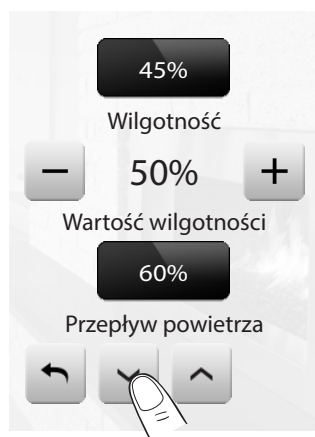 45%
Wilgotność
− 50% +
Wartość wilgotności
60%
Przepływ powietrza